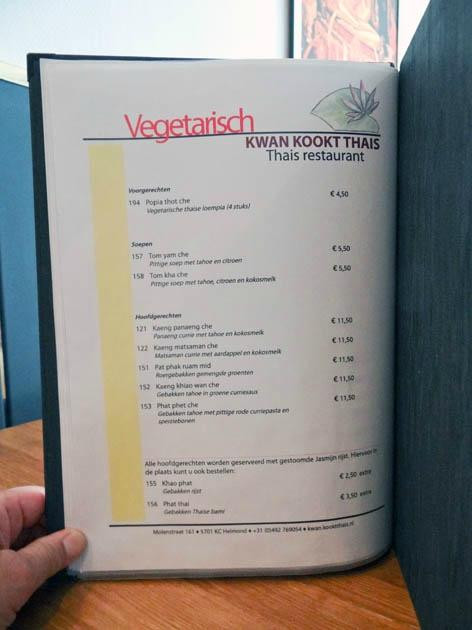 Vegetarisch
KWAN KOOKT THAIS
Thais restaurant
Voorgerechten
194 Popia thot che € 4,50
Vegetarische thaise loempia (4 stuks)
Soepen
157 Tom yam che € 5,50
Pittige soep met tahoe en citroen
158 Tom kha che € 5,50
Pittige soep met tahoe, citroen en kokosmelk
Hoofdgerechten
121 Kaeng panaeng che € 11,50
Panaeng currie met tahoe en kokosmelk
122 Kaeng matsaman che € 11,50
Matsaman currie met aardappel en kokosmelk
151 Pat phak ruam mid € 11,50
Roergebakken gemengde groenten
152 Kaeng khiao wan che € 11,50
Gebakken tahoe in groene curriesaus
153 Phat phet che € 11,50
Gebakken tahoe met pittige rode curriepasta en
sperziebonen
Alle hoofdgerechten worden geserveerd met gestoomde Jasmijn rijst. Hiervoor in
de plaats kunt u ook bestellen:
155 Khao phat € 2,50 extra
Gebakken rijst
156 Phat thai € 3,50 extra
Gebakken Thaise bami
Molenstraat 161 ♦ 5701 KC Helmond ♦ +31 (0)492 769054 ♦ kwan.kooktthais.nl